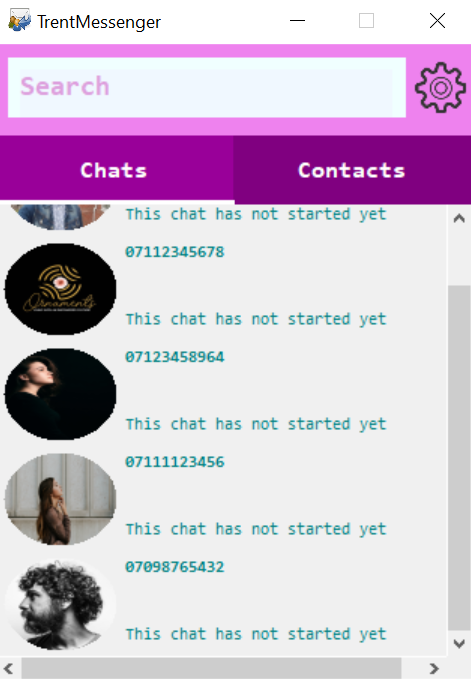 TrentMessenger
Search
Chats
Contacts
This chat has not started yet
07112345678
Ornaments
This chat has not started yet
07123458964
This chat has not started yet
07111123456
This chat has not started yet
07098765432
This chat has not started yet